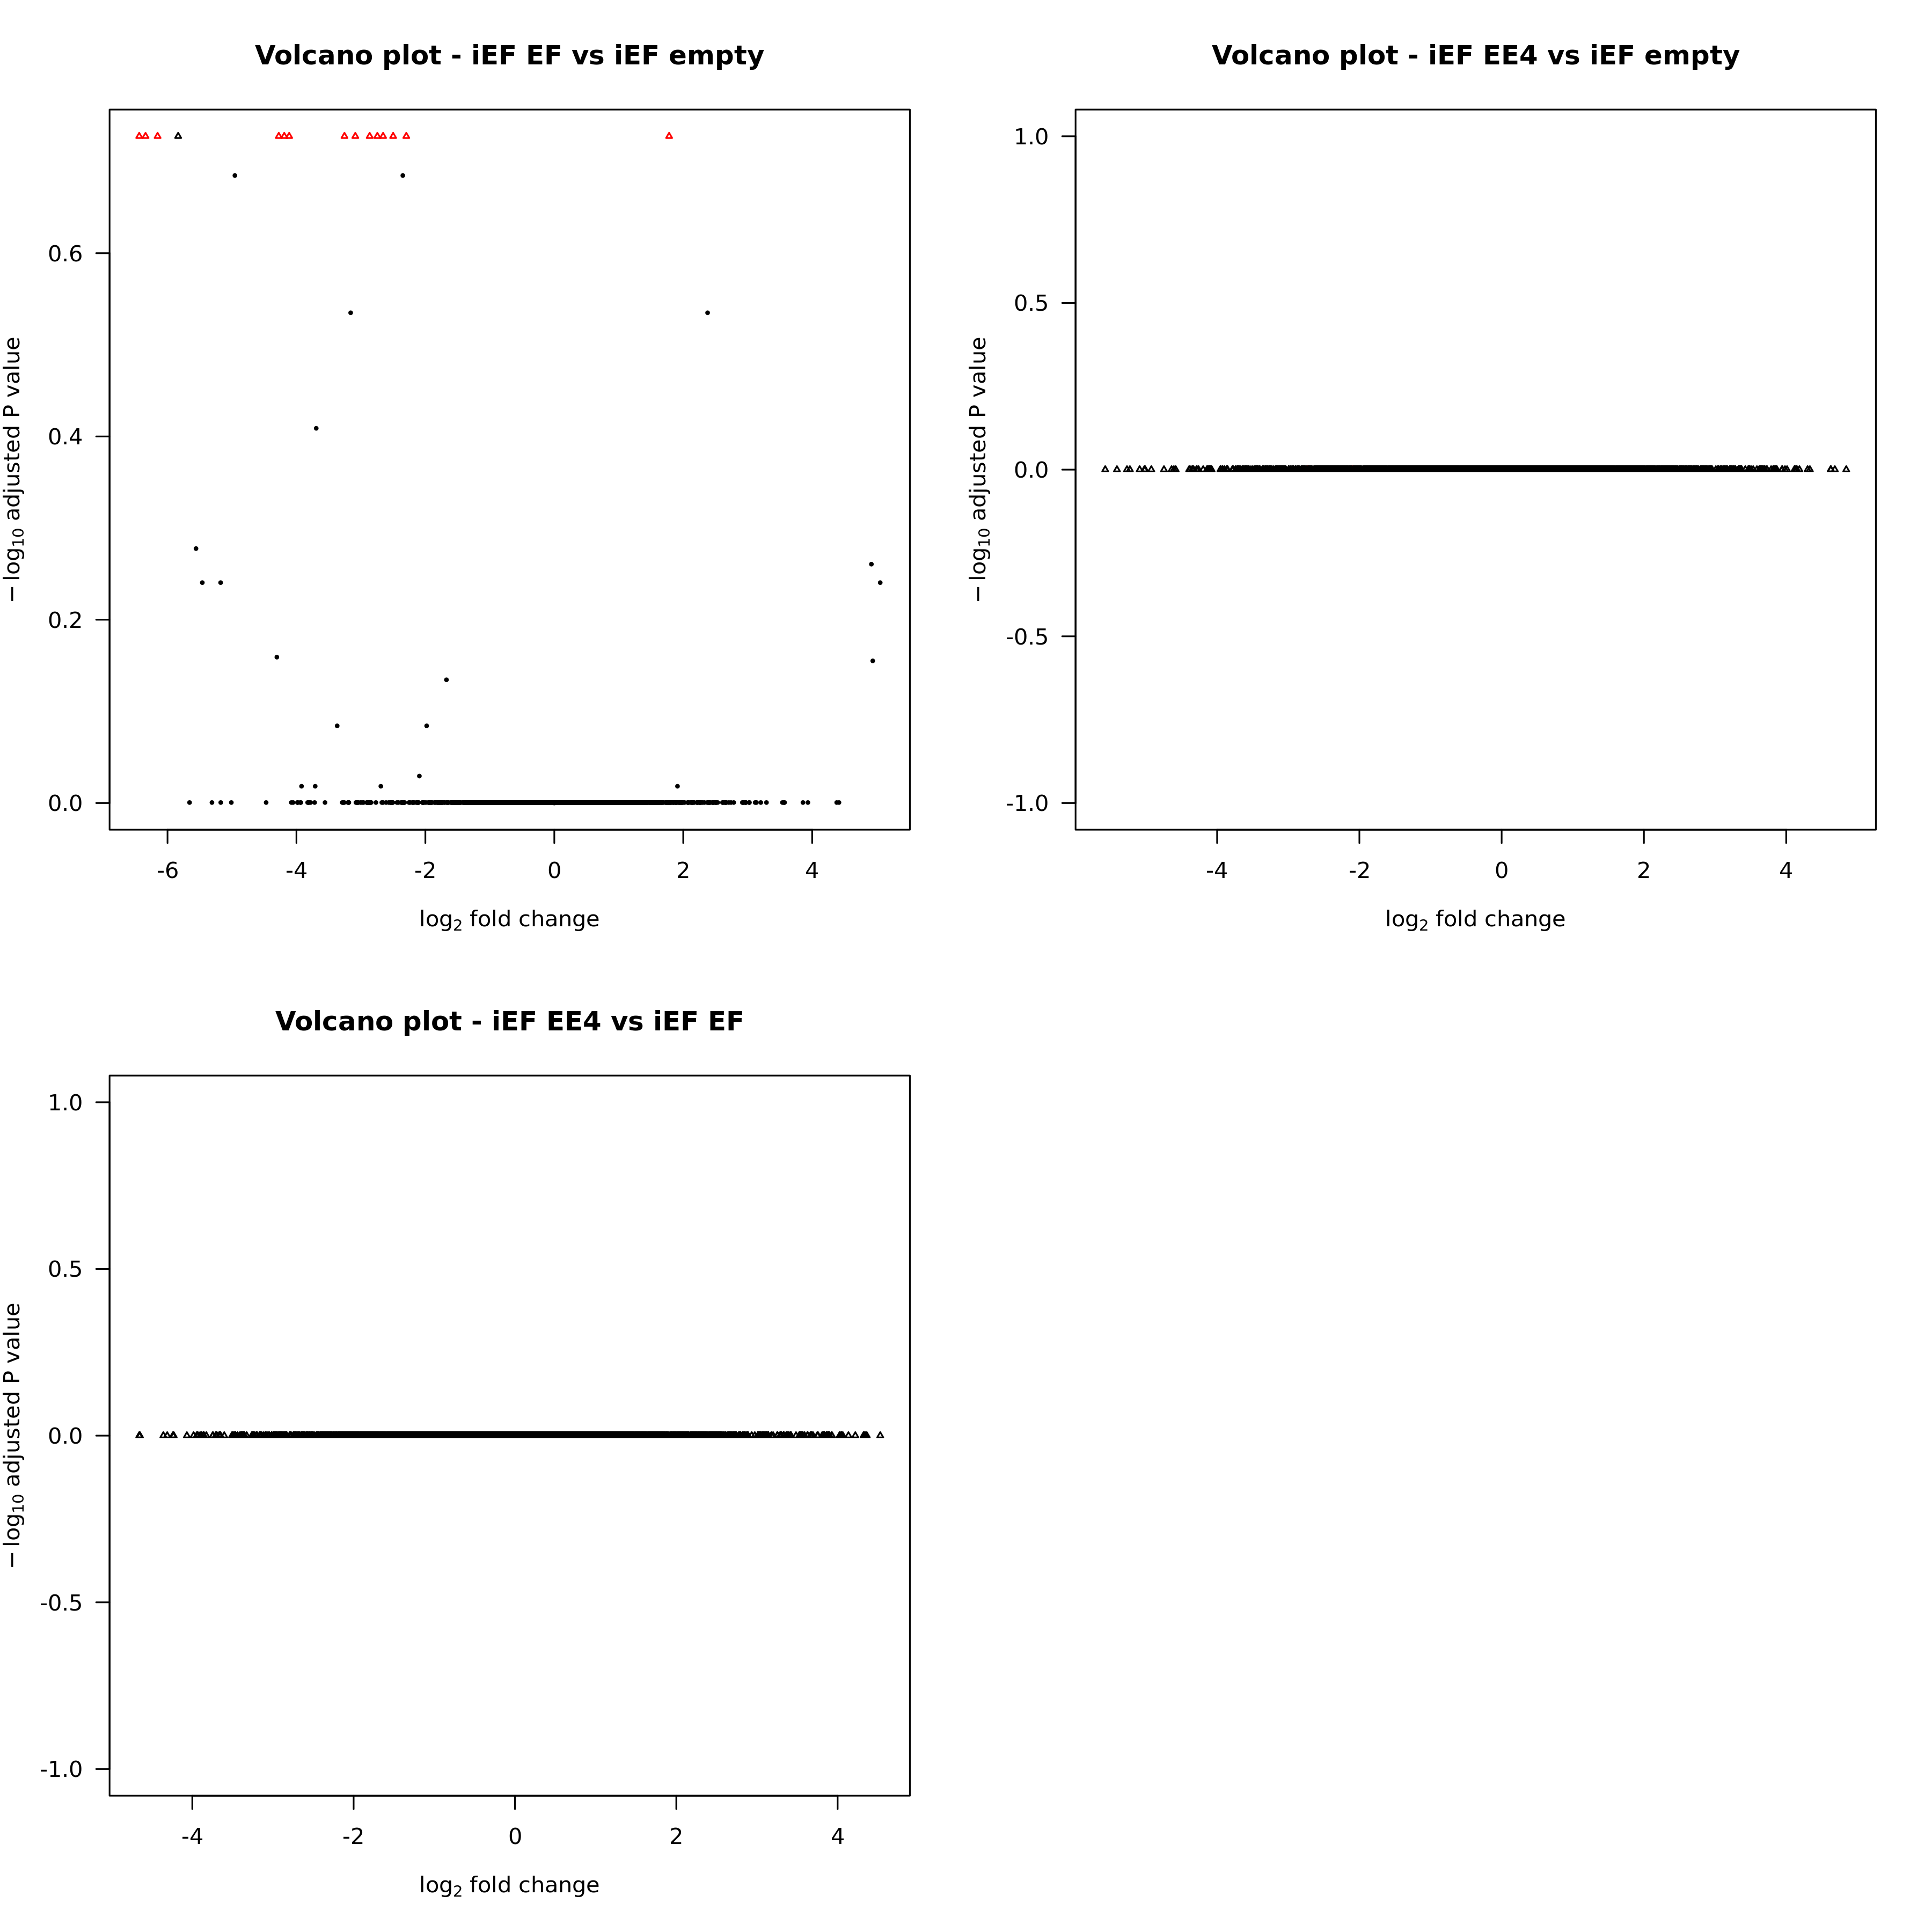 Volcano plot - iEF EF vs iEF empty
− log10 adjusted P value
0.6
0.4
0.2
0.0
-6 -4 -2 0 2 4
log2 fold change
Volcano plot - iEF EE4 vs iEF empty
− log10 adjusted P value
1.0
0.5
0.0
-0.5
-1.0
-4 -2 0 2 4
log2 fold change
Volcano plot - iEF EE4 vs iEF EF
− log10 adjusted P value
1.0
0.5
0.0
-0.5
-1.0
-4 -2 0 2 4
log2 fold change